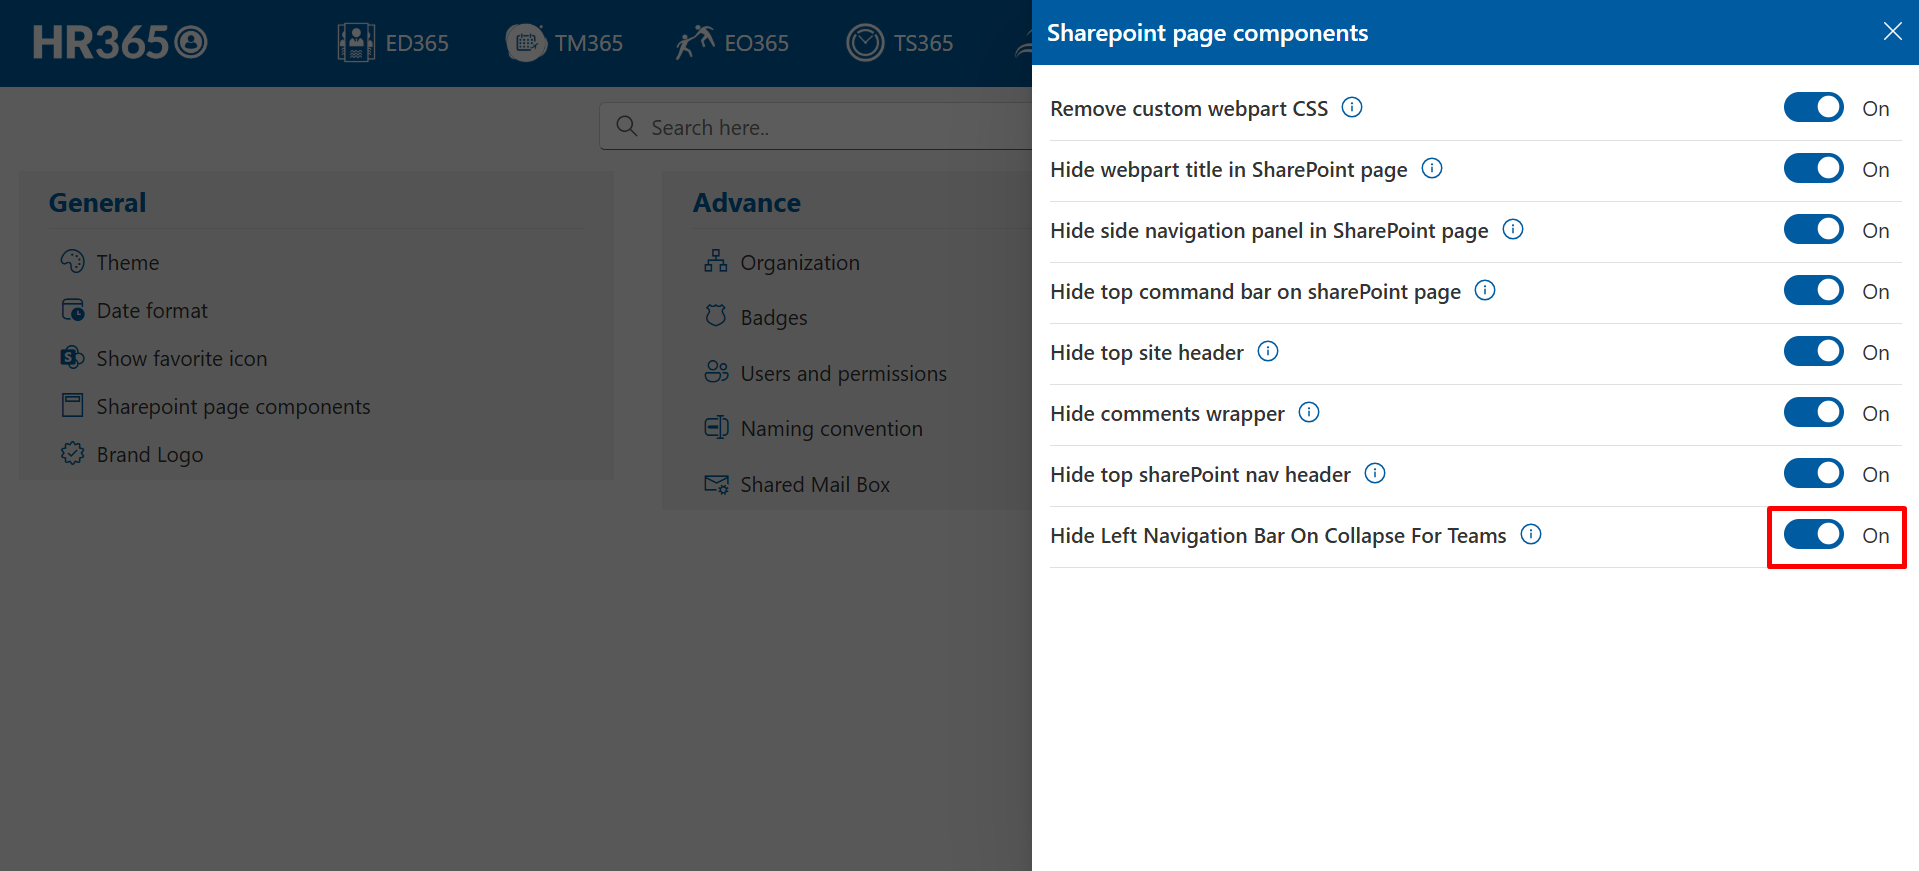 HR365
ED365
TM365
EO365
TS365
Search here..
General
Theme
Date format
Show favorite icon
Sharepoint page components
Brand Logo
Advance
Organization
Badges
Users and permissions
Naming convention
Shared Mail Box
Sharepoint page components
Remove custom webpart CSS On
Hide webpart title in SharePoint page On
Hide side navigation panel in SharePoint page On
Hide top command bar on sharePoint page On
Hide top site header On
Hide comments wrapper On
Hide top sharePoint nav header On
Hide Left Navigation Bar On Collapse For Teams On